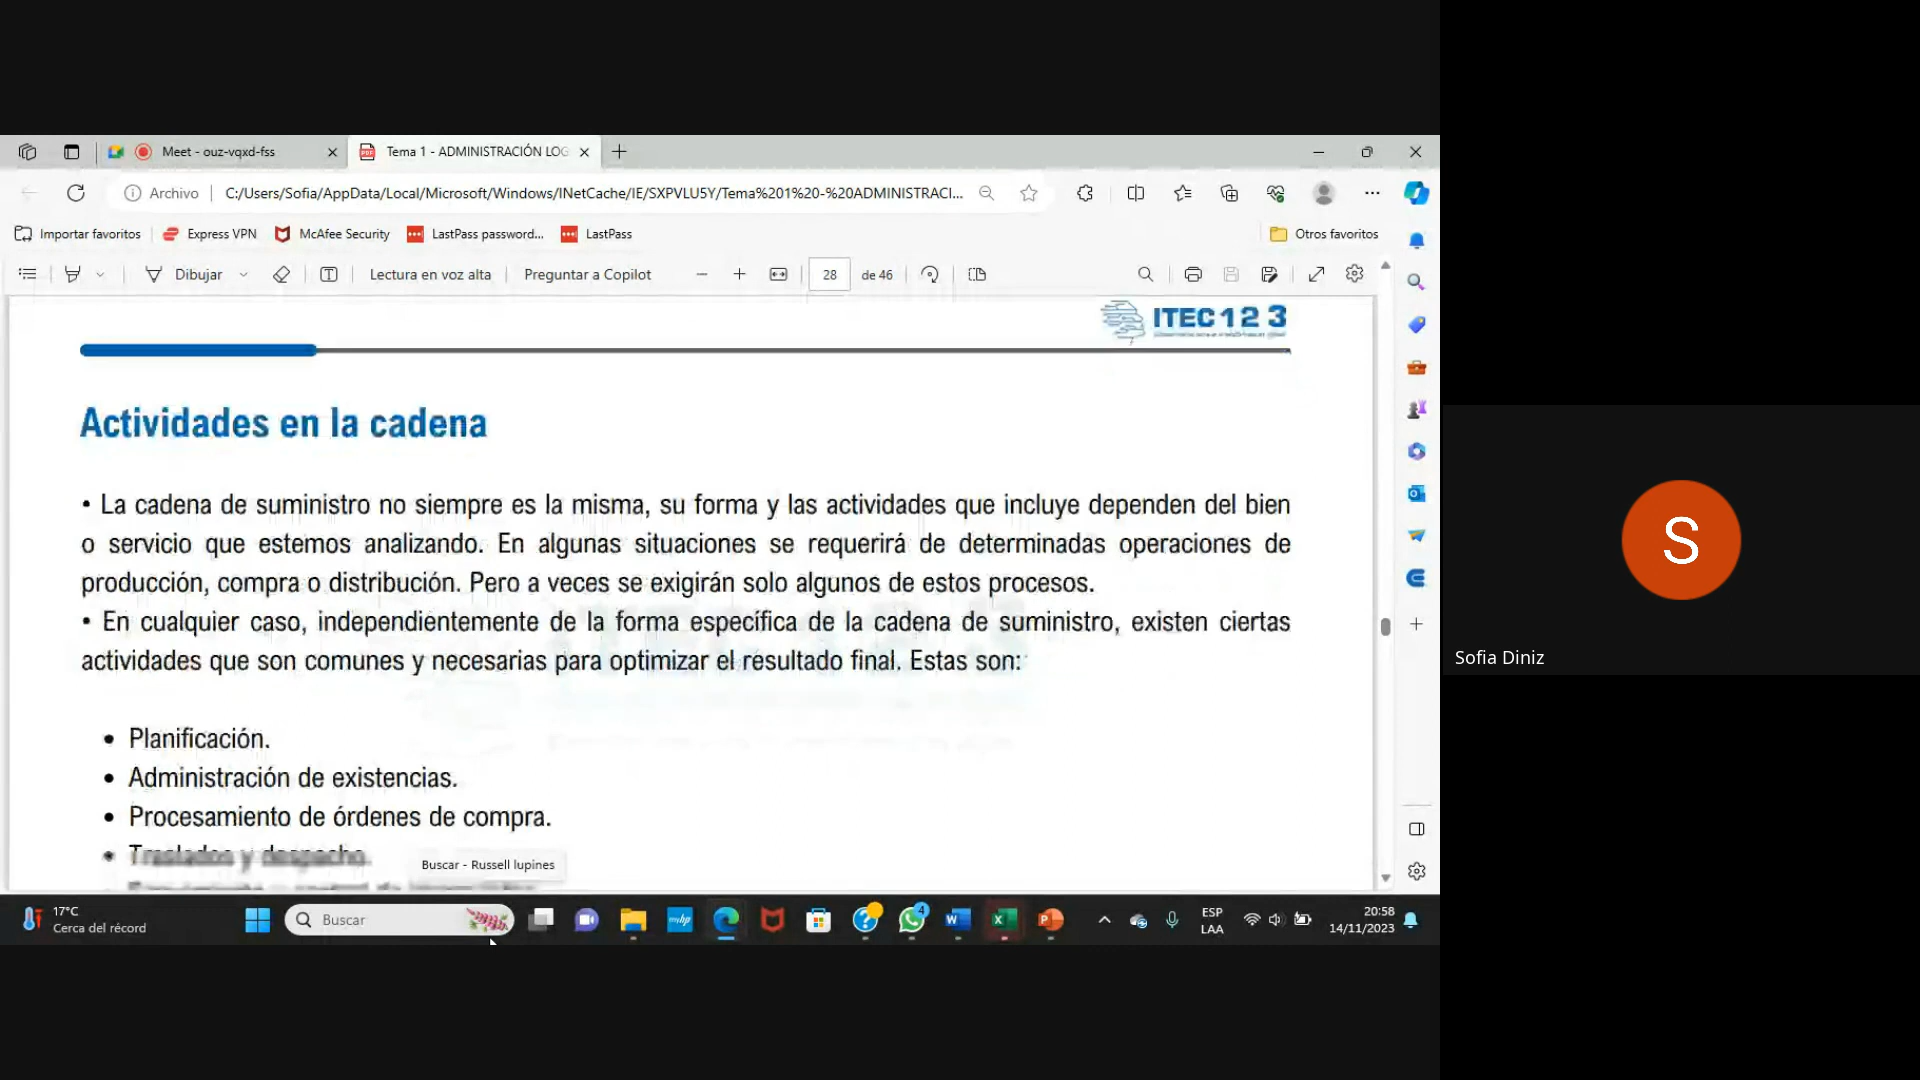 Meet - ouz-vqxd-fss
Tema 1 - ADMINISTRACIÓN LOG
Archivo
C:/Users/Sofia/AppData/Local/Microsoft/Windows/INetCache/IE/SXPVLU5Y/Tema%201%20-%20ADMINISTRACI...
Importar favoritos
Express VPN
McAfee Security
LastPass password...
LastPass
Otros favoritos
Dibujar
Lectura en voz alta
Preguntar a Copilot
28
de 46
ITEC 1 2 3
Actividades en la cadena
• La cadena de suministro no siempre es la misma, su forma y las actividades que incluye dependen del bien
o servicio que estemos analizando. En algunas situaciones se requerirá de determinadas operaciones de
producción, compra o distribución. Pero a veces se exigirán solo algunos de estos procesos.
• En cualquier caso, independientemente de la forma específica de la cadena de suministro, existen ciertas
actividades que son comunes y necesarias para optimizar el resultado final. Estas son:
• Planificación.
• Administración de existencias.
• Procesamiento de órdenes de compra.
• Traslados y despacho.
Buscar - Russell lupines
17°C
Cerca del récord
Buscar
4
ESP
LAA
20:58
14/11/2023
S
Sofia Diniz